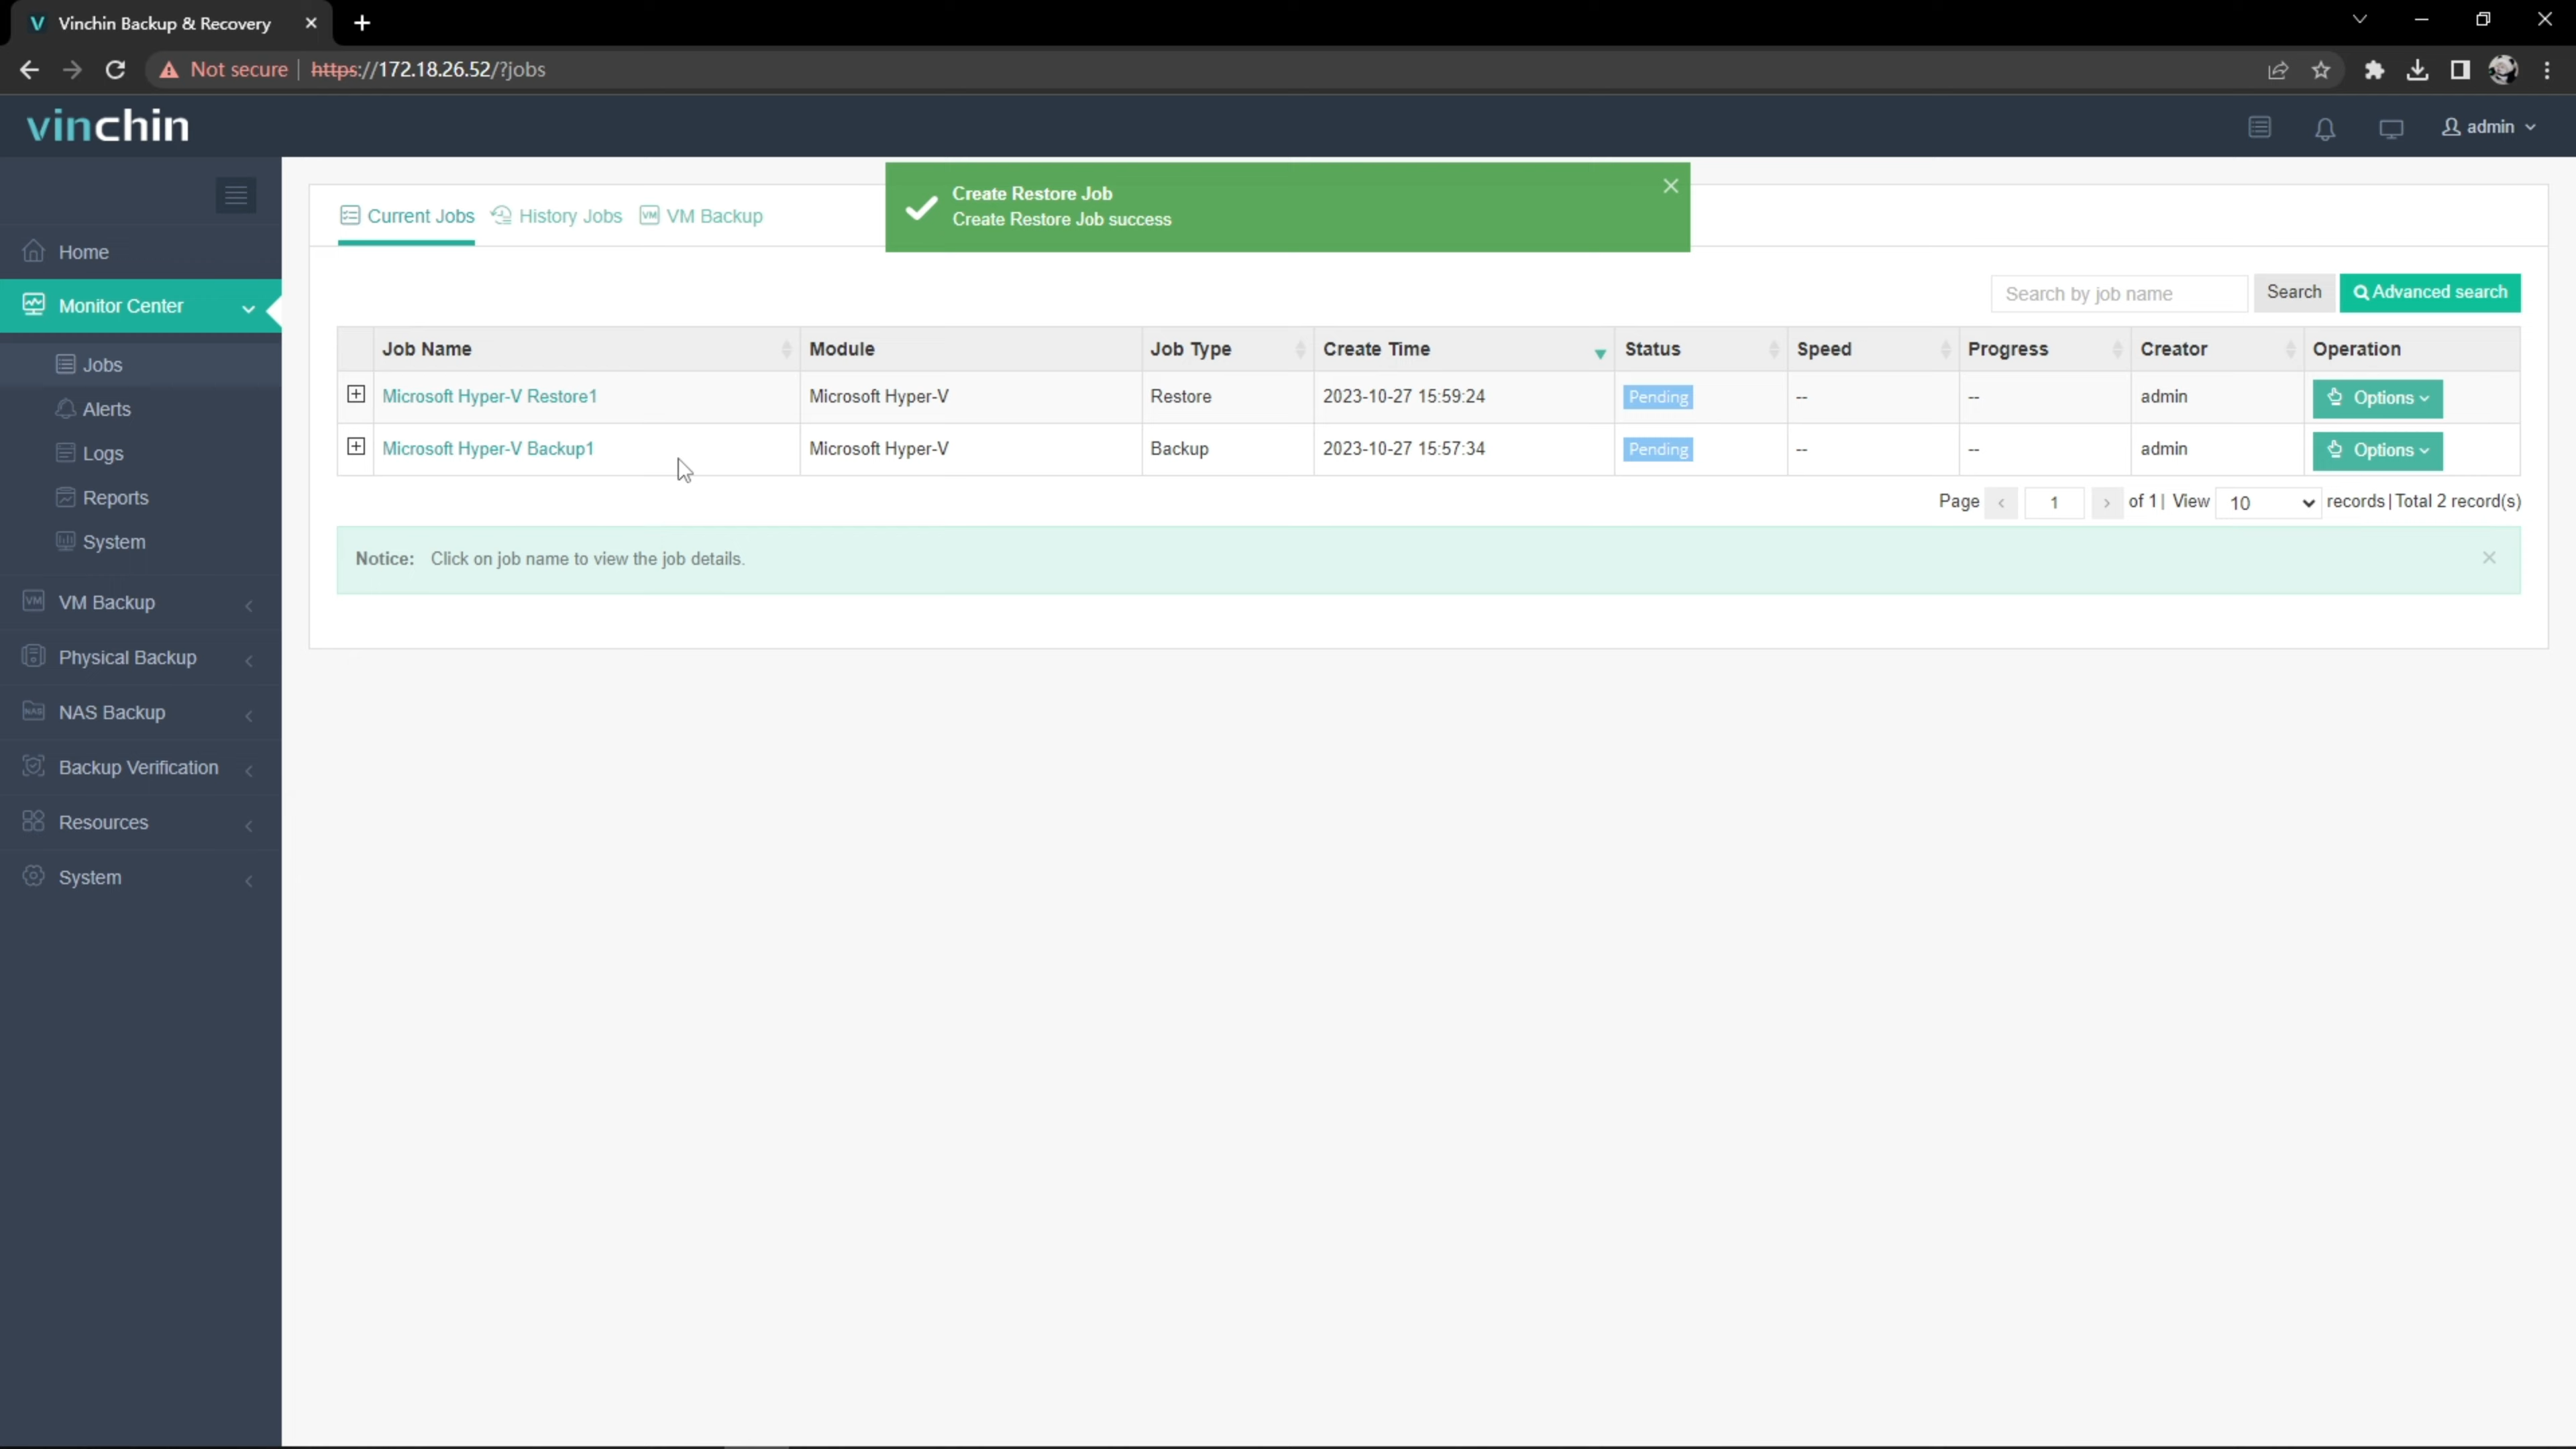 Vinchin Backup & Recovery
Not secure | https://172.18.26.52/?jobs
vinchin
admin
Create Restore Job
Create Restore Job success
Current Jobs History Jobs VM Backup
Home
Monitor Center
Jobs
Alerts
Logs
Reports
System
VM Backup
Physical Backup
NAS Backup
Backup Verification
Resources
System
Search by job name Search Advanced search
Job Name Module Job Type Create Time Status Speed Progress Creator Operation
Microsoft Hyper-V Restore1 Microsoft Hyper-V Restore 2023-10-27 15:59:24 Pending -- -- admin Options
Microsoft Hyper-V Backup1 Microsoft Hyper-V Backup 2023-10-27 15:57:34 Pending -- -- admin Options
Page < 1 > of 1 | View 10 records | Total 2 record(s)
Notice: Click on job name to view the job details.